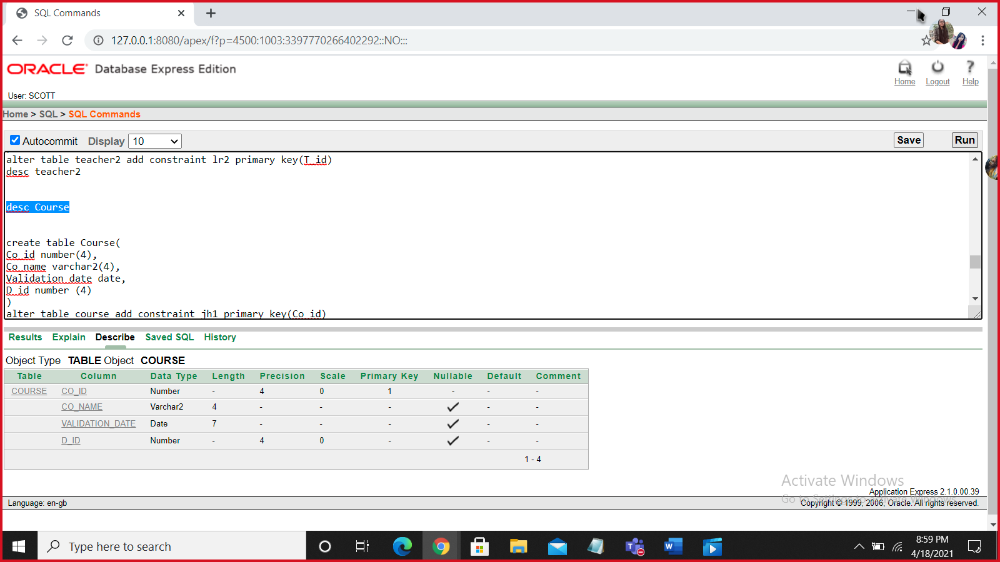 SQL Commands
127.0.0.1:8080/apex/f?p=4500:1003:3397770266402292::NO:::
ORACLE Database Express Edition
Home Logout Help
User: SCOTT
Home > SQL > SQL Commands
Autocommit Display 10 Save Run
alter table teacher2 add constraint lr2 primary key(T_id)
desc teacher2
desc Course
create table Course(
Co_id number(4),
Co_name varchar2(4),
Validation_date date,
D_id number (4)
)
alter table course add constraint jh1 primary key(Co_id)
Results Explain Describe Saved SQL History
Object Type TABLE Object COURSE
Table Column Data Type Length Precision Scale Primary Key Nullable Default Comment
COURSE CO_ID Number - 4 0 1 - - -
CO_NAME Varchar2 4 - - - - -
VALIDATION_DATE Date 7 - - - - -
D_ID Number - 4 0 - - -
1 - 4
Activate Windows
Go to Settings to activate Windows.
Application Express 2.1.0.00.39
Language: en-gb Copyright © 1999, 2006, Oracle. All rights reserved.
Type here to search
8:59 PM
4/18/2021